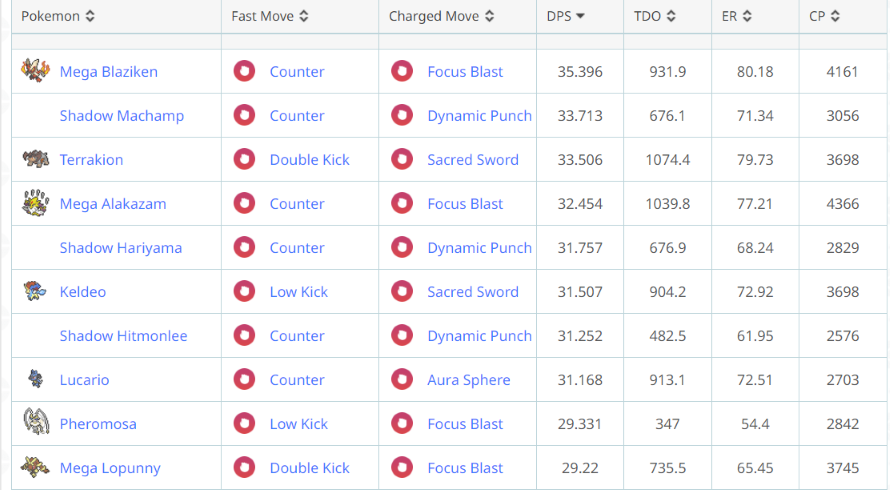 Pokemon Fast Move Charged Move DPS TDO ER CP
Mega Blaziken Counter Focus Blast 35.396 931.9 80.18 4161
Shadow Machamp Counter Dynamic Punch 33.713 676.1 71.34 3056
Terrakion Double Kick Sacred Sword 33.506 1074.4 79.73 3698
Mega Alakazam Counter Focus Blast 32.454 1039.8 77.21 4366
Shadow Hariyama Counter Dynamic Punch 31.757 676.9 68.24 2829
Keldeo Low Kick Sacred Sword 31.507 904.2 72.92 3698
Shadow Hitmonlee Counter Dynamic Punch 31.252 482.5 61.95 2576
Lucario Counter Aura Sphere 31.168 913.1 72.51 2703
Pheromosa Low Kick Focus Blast 29.331 347 54.4 2842
Mega Lopunny Double Kick Focus Blast 29.22 735.5 65.45 3745